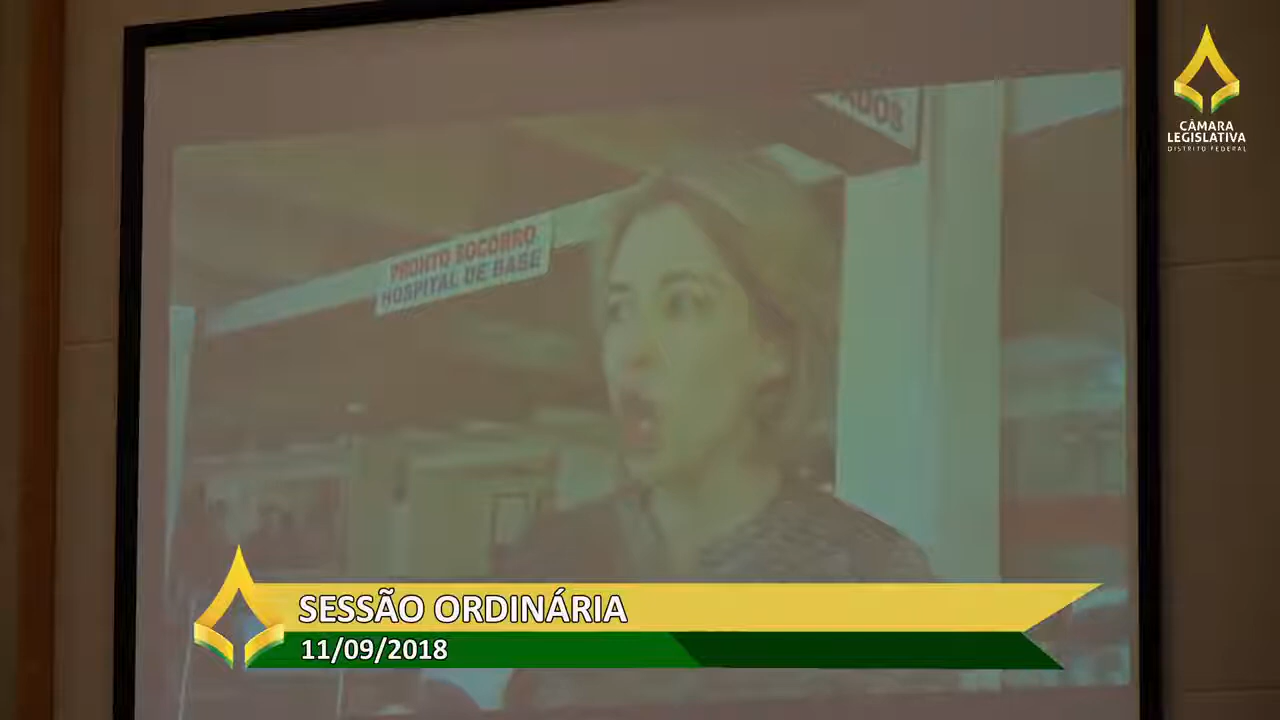 CÂMARA
LEGISLATIVA
DISTRITO FEDERAL
PRONTO SOCORRO
HOSPITAL DE BASE
SESSÃO ORDINÁRIA
11/09/2018